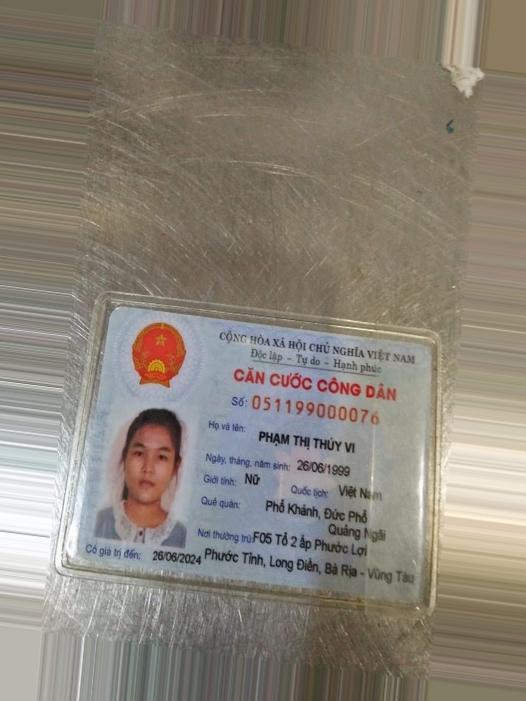 CỘNG HÒA XÃ HỘI CHỦ NGHĨA VIỆT NAM
Độc lập - Tự do - Hạnh phúc
CĂN CƯỚC CÔNG DÂN
Số: 051199000076
Họ và tên:
PHẠM THỊ THÚY VI
Ngày, tháng, năm sinh: 26/06/1999
Giới tính: Nữ Quốc tịch: Việt Nam
Quê quán: Phổ Khánh, Đức Phổ
Quảng Ngãi
Nơi thường trú: F05 Tổ 2 ấp Phước Lợi
Có giá trị đến: 26/06/2024 Phước Tỉnh, Long Điền, Bà Rịa - Vũng Tàu